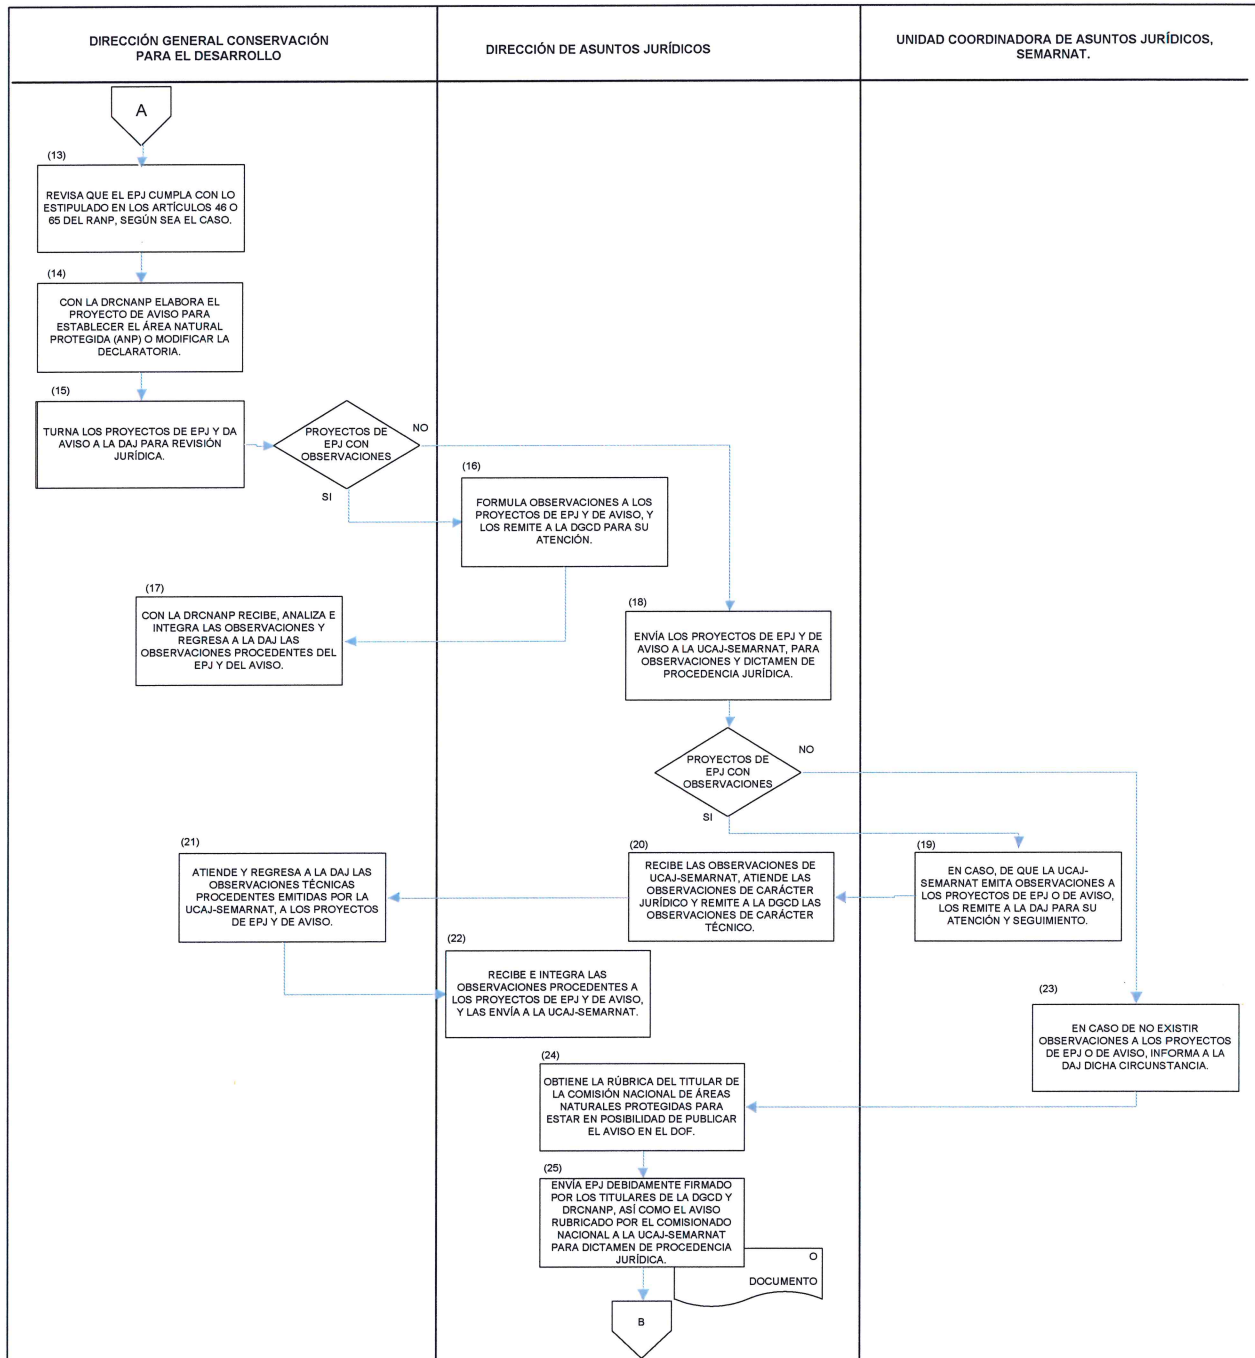 DIRECCIÓN GENERAL CONSERVACIÓN
PARA EL DESARROLLO
DIRECCIÓN DE ASUNTOS JURÍDICOS
UNIDAD COORDINADORA DE ASUNTOS JURÍDICOS,
SEMARNAT.
A
(13)
REVISA QUE EL EPJ CUMPLA CON LO
ESTIPULADO EN LOS ARTÍCULOS 46 O
65 DEL RANP, SEGÚN SEA EL CASO.
(14)
CON LA DRCNANP ELABORA EL
PROYECTO DE AVISO PARA
ESTABLECER EL ÁREA NATURAL
PROTEGIDA (ANP) O MODIFICAR LA
DECLARATORIA.
(15)
TURNA LOS PROYECTOS DE EPJ Y DA
AVISO A LA DAJ PARA REVISIÓN
JURÍDICA.
PROYECTOS DE
EPJ CON
OBSERVACIONES
NO
SI
(16)
FORMULA OBSERVACIONES A LOS
PROYECTOS DE EPJ Y DE AVISO, Y
LOS REMITE A LA DGCD PARA SU
ATENCIÓN.
(17)
CON LA DRCNANP RECIBE, ANALIZA E
INTEGRA LAS OBSERVACIONES Y
REGRESA A LA DAJ LAS
OBSERVACIONES PROCEDENTES DEL
EPJ Y DEL AVISO.
(18)
ENVÍA LOS PROYECTOS DE EPJ Y DE
AVISO A LA UCAJ-SEMARNAT, PARA
OBSERVACIONES Y DICTAMEN DE
PROCEDENCIA JURÍDICA.
PROYECTOS DE
EPJ CON
OBSERVACIONES
NO
SI
(19)
EN CASO, DE QUE LA UCAJ-
SEMARNAT EMITA OBSERVACIONES A
LOS PROYECTOS DE EPJ O DE AVISO,
LOS REMITE A LA DAJ PARA SU
ATENCIÓN Y SEGUIMIENTO.
(20)
RECIBE LAS OBSERVACIONES DE
UCAJ-SEMARNAT, ATIENDE LAS
OBSERVACIONES DE CARÁCTER
JURÍDICO Y REMITE A LA DGCD LAS
OBSERVACIONES DE CARÁCTER
TÉCNICO.
(21)
ATIENDE Y REGRESA A LA DAJ LAS
OBSERVACIONES TÉCNICAS
PROCEDENTES EMITIDAS POR LA
UCAJ-SEMARNAT, A LOS PROYECTOS
DE EPJ Y DE AVISO.
(22)
RECIBE E INTEGRA LAS
OBSERVACIONES PROCEDENTES A
LOS PROYECTOS DE EPJ Y DE AVISO,
Y LAS ENVÍA A LA UCAJ-SEMARNAT.
(23)
EN CASO DE NO EXISTIR
OBSERVACIONES A LOS PROYECTOS
DE EPJ O DE AVISO, INFORMA A LA
DAJ DICHA CIRCUNSTANCIA.
(24)
OBTIENE LA RÚBRICA DEL TITULAR DE
LA COMISIÓN NACIONAL DE ÁREAS
NATURALES PROTEGIDAS PARA
ESTAR EN POSIBILIDAD DE PUBLICAR
EL AVISO EN EL DOF.
(25)
ENVÍA EPJ DEBIDAMENTE FIRMADO
POR LOS TITULARES DE LA DGCD Y
DRCNANP, ASÍ COMO EL AVISO
RUBRICADO POR EL COMISIONADO
NACIONAL A LA UCAJ-SEMARNAT
PARA DICTAMEN DE PROCEDENCIA
JURÍDICA.
O
DOCUMENTO
B